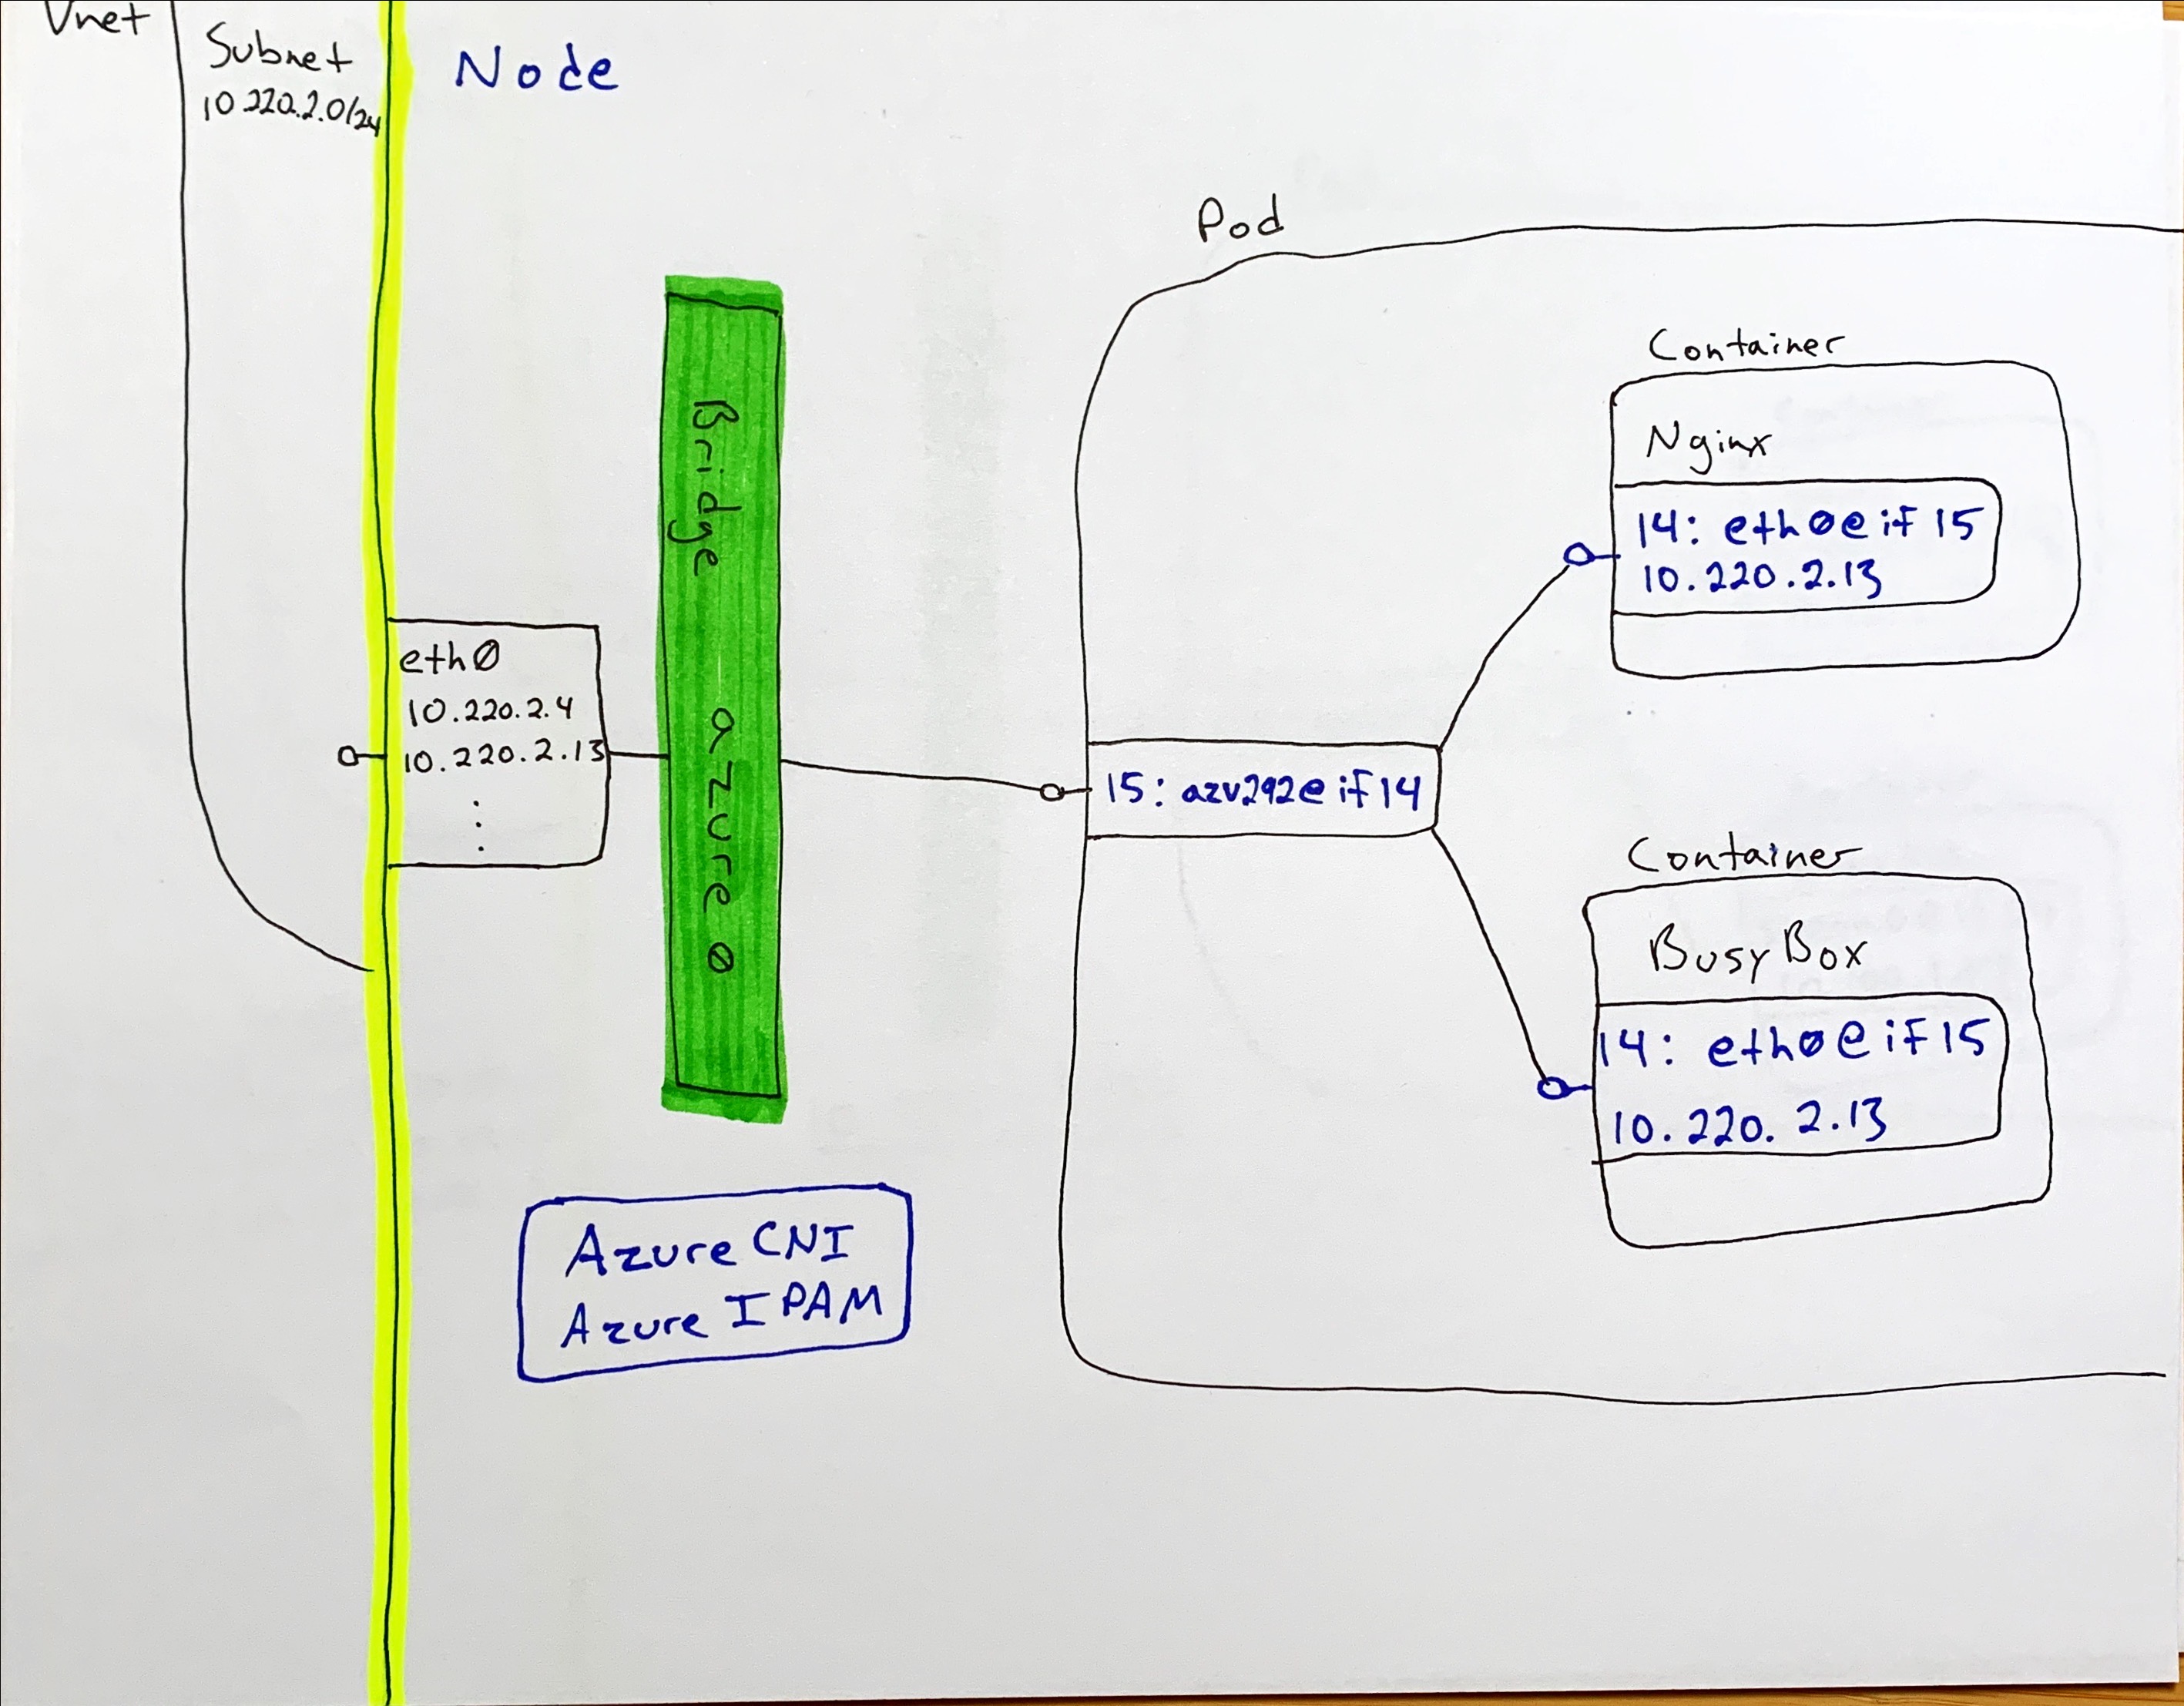 Vnet
Subnet
10.220.2.0/24
Node
Pod
Container
Nginx
14: eth0@if15
10.220.2.13
Bridge azure0
eth0
10.220.2.4
10.220.2.13
15: azv292@if14
Container
BusyBox
14: eth0@if15
10.220.2.13
Azure CNI
Azure IPAM